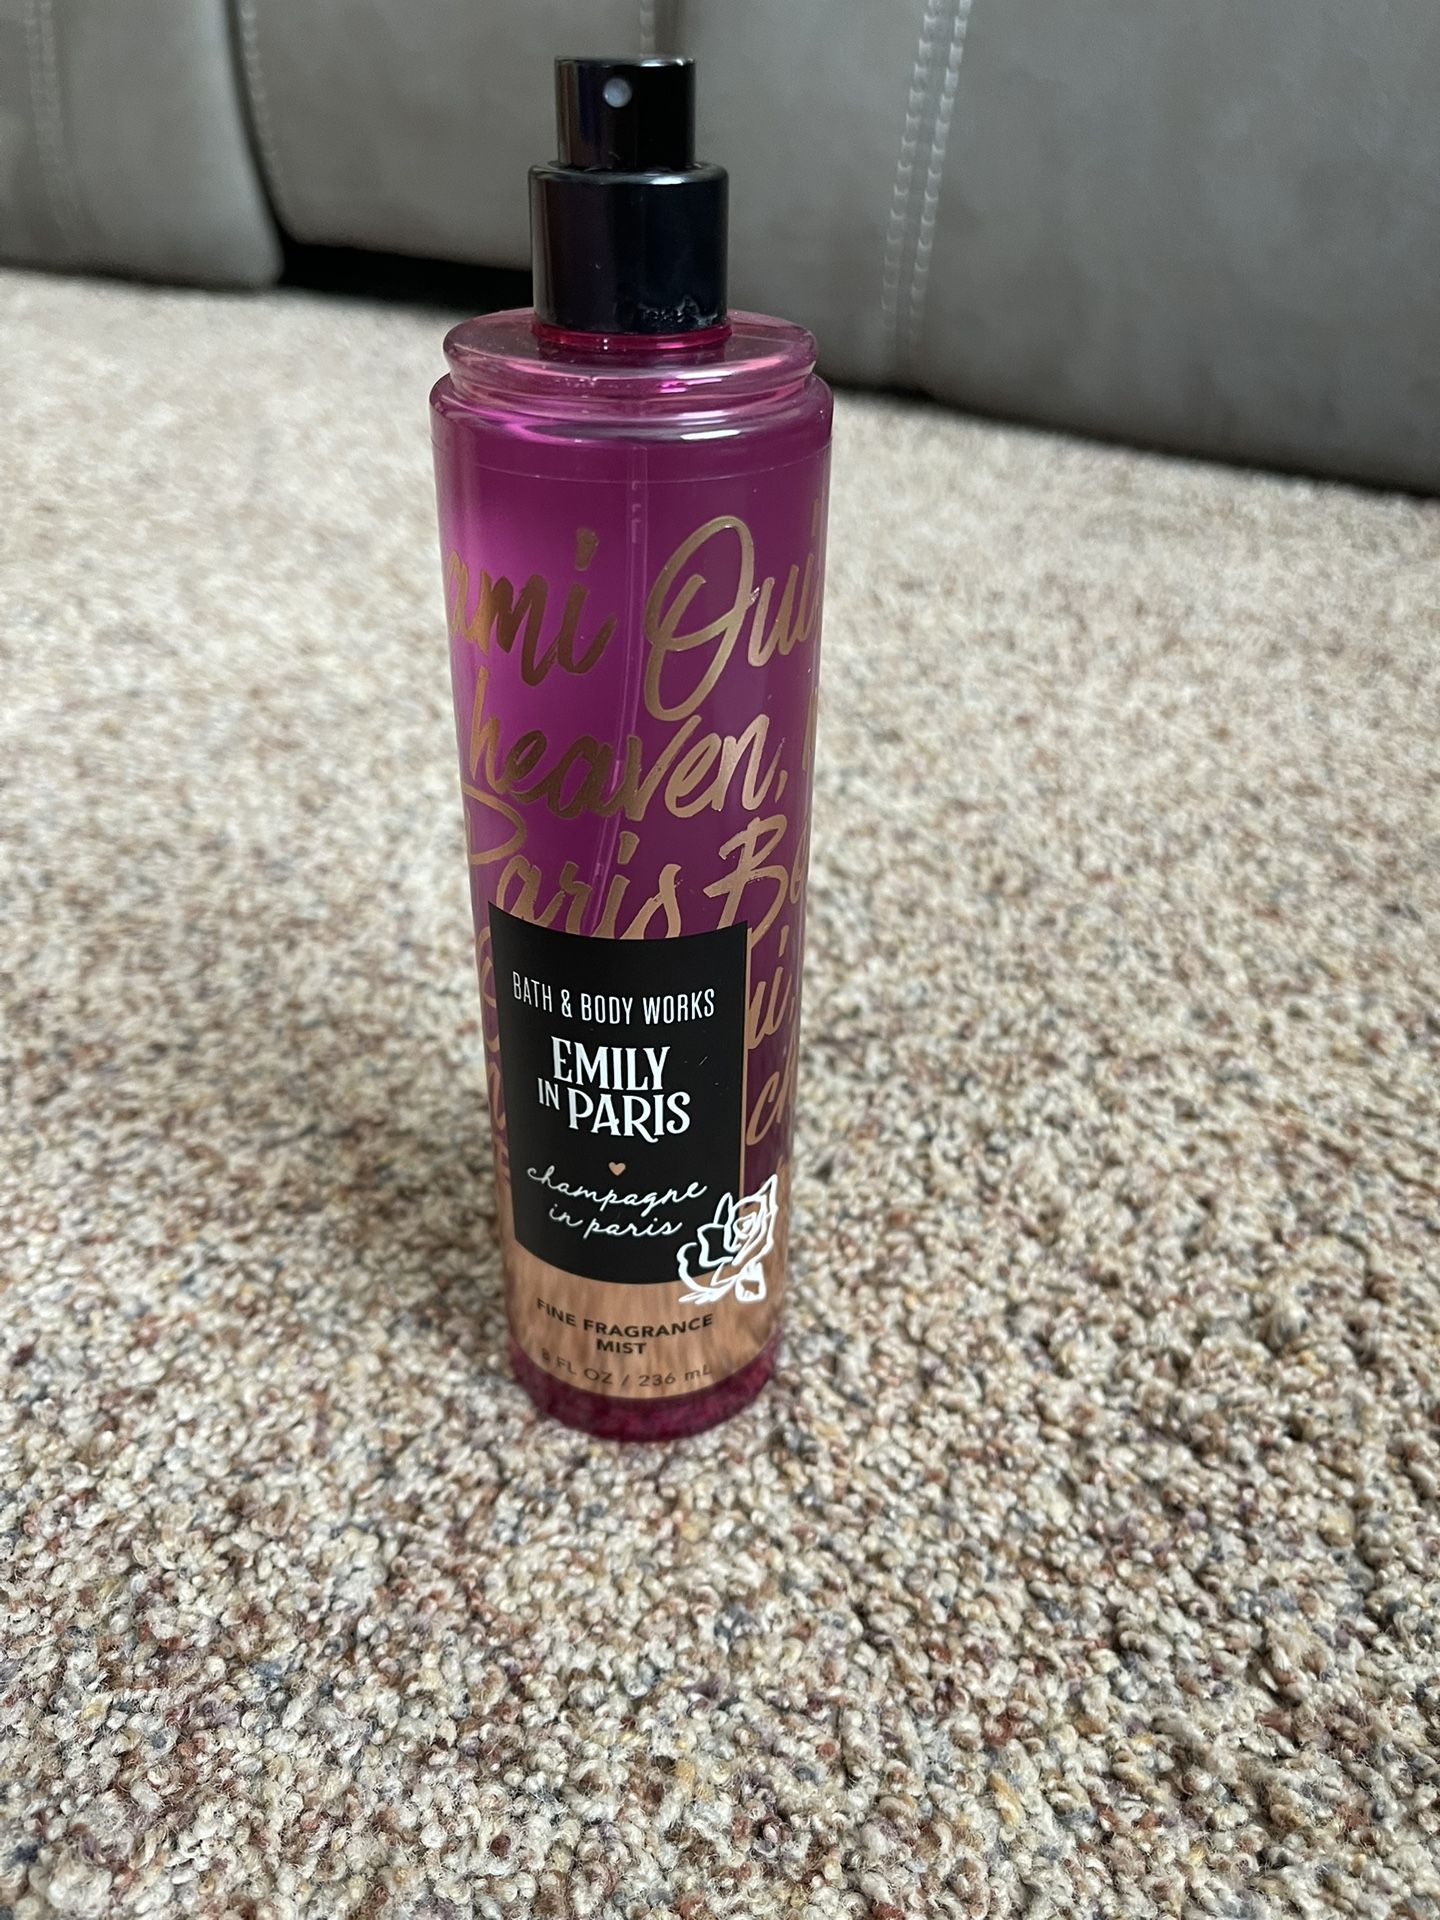 ami Oui
heaven,
Paris
BATH & BODY WORKS
EMILY
IN PARIS
champagne
in paris
FINE FRAGRANCE
MIST
8 FL OZ / 236 mL